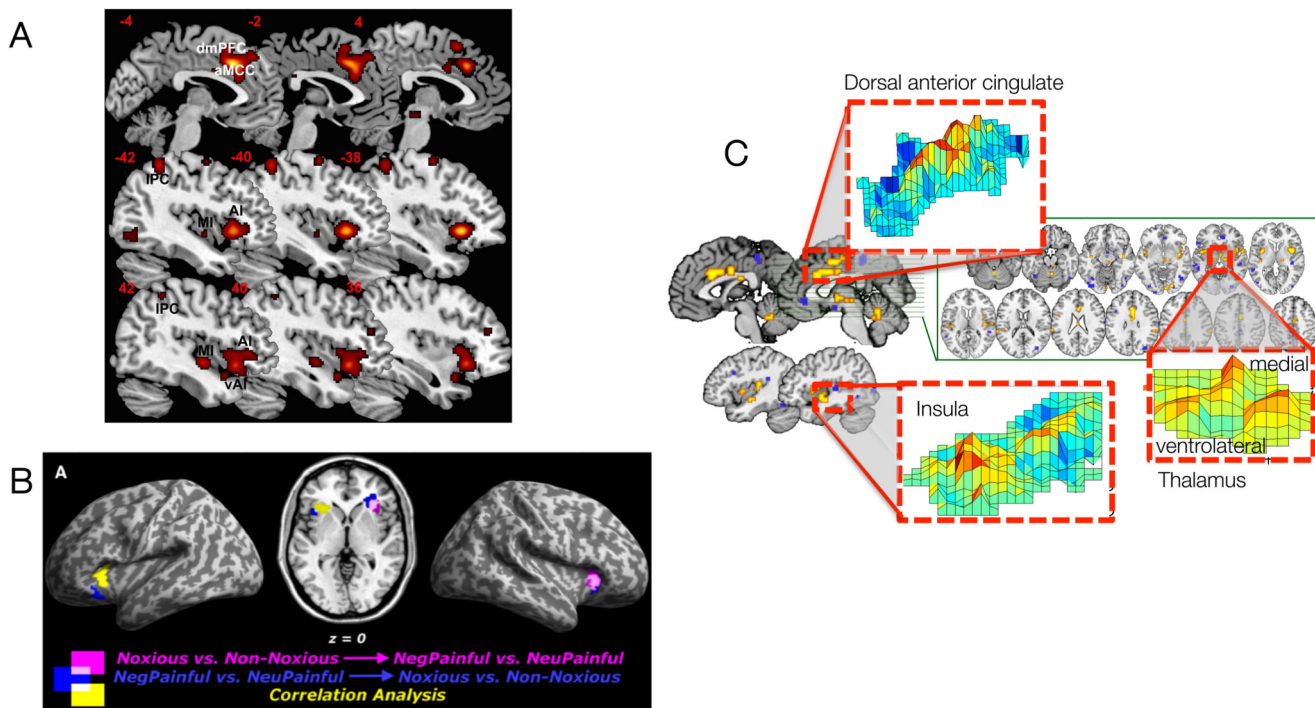 A
-4
-2
4
dmPFC
aMCC
-42
-40
-38
IPC
AI
MI
42
40
36
IPC
AI
MI
vAI
B
A
z = 0
Noxious vs. Non-Noxious → NegPainful vs. NeuPainful
NegPainful vs. NeuPainful → Noxious vs. Non-Noxious
Correlation Analysis
C
Dorsal anterior cingulate
Insula
medial
ventrolateral
Thalamus